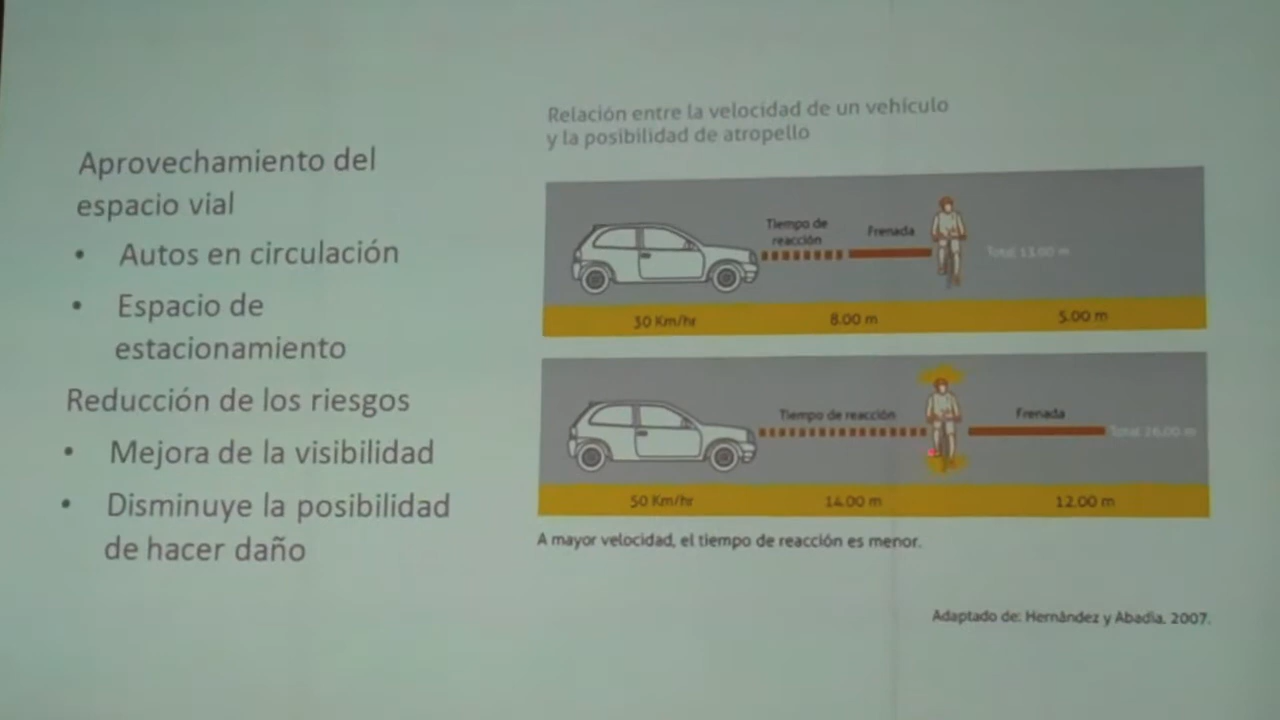 Aprovechamiento del
espacio vial
• Autos en circulación
• Espacio de
estacionamiento
Reducción de los riesgos
• Mejora de la visibilidad
• Disminuye la posibilidad
de hacer daño
Relación entre la velocidad de un vehículo
y la posibilidad de atropello
Tiempo de
reacción
Frenada
Total 13.00 m
30 Km/hr 8.00 m 5.00 m
Tiempo de reacción
Frenada
Total 26.00 m
50 Km/hr 14.00 m 12.00 m
A mayor velocidad, el tiempo de reacción es menor.
Adaptado de: Hernández y Abadía, 2007.